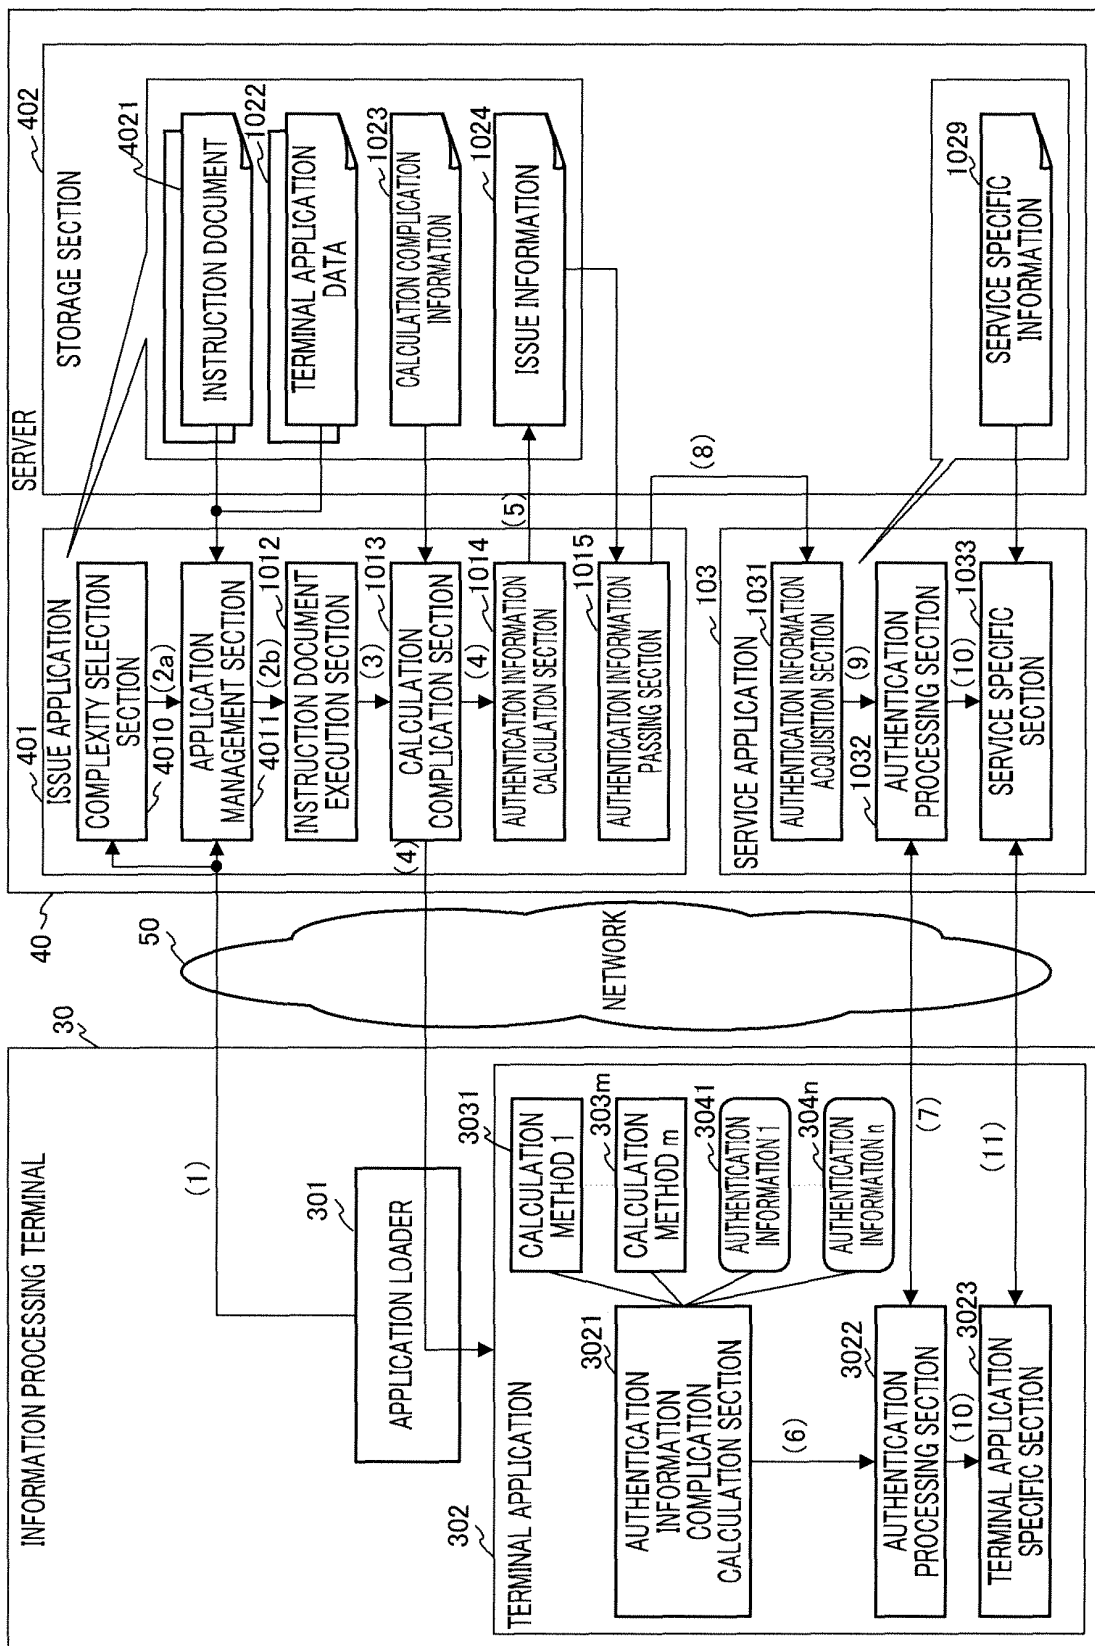 INFORMATION PROCESSING TERMINAL
30
APPLICATION LOADER
301
TERMINAL APPLICATION
302
AUTHENTICATION
INFORMATION
COMPLICATION
CALCULATION SECTION
3021
CALCULATION
METHOD 1
3031
CALCULATION
METHOD m
303m
AUTHENTICATION
INFORMATION 1
3041
AUTHENTICATION
INFORMATION n
304n
(6)
AUTHENTICATION
PROCESSING SECTION
3022
(10)
TERMINAL APPLICATION
SPECIFIC SECTION
3023
(1)
(7)
(11)
50
NETWORK
40
SERVER
401
ISSUE APPLICATION
COMPLEXITY SELECTION
SECTION
4010
(2a)
APPLICATION
MANAGEMENT SECTION
4011
(2b)
INSTRUCTION DOCUMENT
EXECUTION SECTION
1012
(3)
CALCULATION
COMPLICATION SECTION
1013
(4)
(4)
AUTHENTICATION INFORMATION
CALCULATION SECTION
1014
(5)
AUTHENTICATION INFORMATION
PASSING SECTION
1015
(8)
STORAGE SECTION
402
INSTRUCTION DOCUMENT
4021
TERMINAL APPLICATION
DATA
1022
CALCULATION COMPLICATION
INFORMATION
1023
ISSUE INFORMATION
1024
SERVICE APPLICATION
103
AUTHENTICATION INFORMATION
ACQUISITION SECTION
1031
(9)
AUTHENTICATION
PROCESSING SECTION
1032
(10)
SERVICE SPECIFIC
SECTION
1033
SERVICE SPECIFIC
INFORMATION
1029